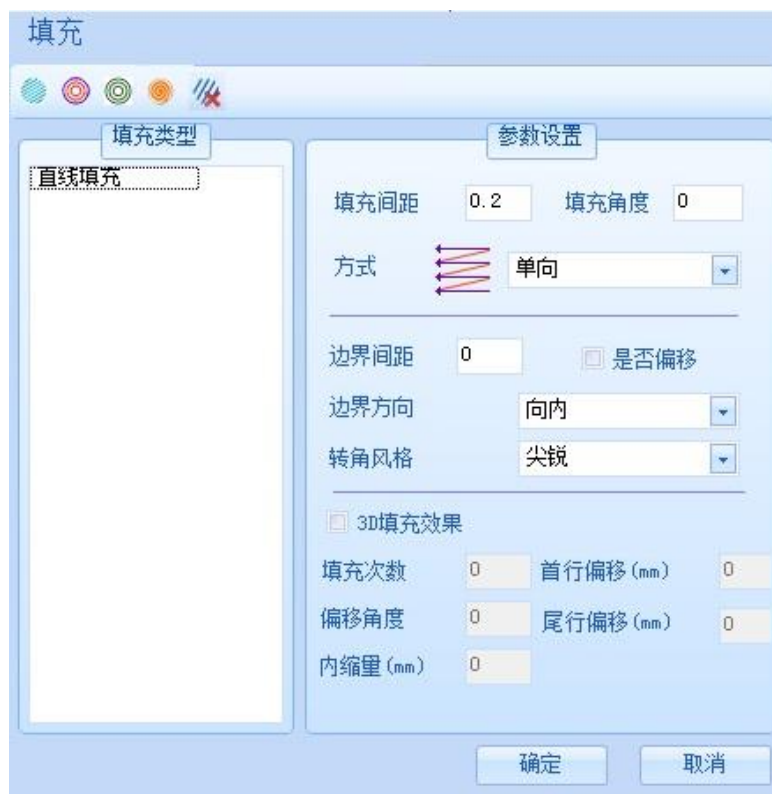 填充
填充类型
参数设置
直线填充
填充间距 0.2 填充角度 0
方式 单向
边界间距 0 是否偏移
边界方向 向内
转角风格 尖锐
3D填充效果
填充次数 0 首行偏移(mm) 0
偏移角度 0 尾行偏移(mm) 0
内缩量(mm) 0
确定 取消